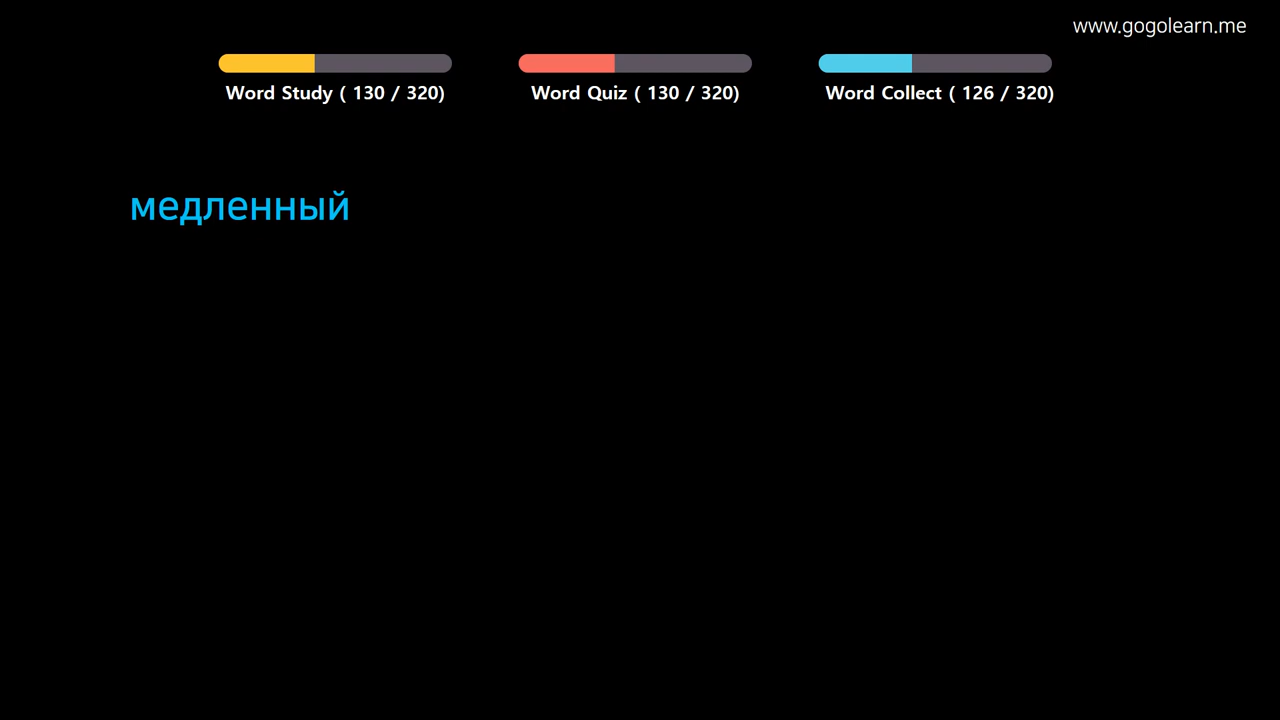 www.gogolearn.me
Word Study ( 130 / 320)
Word Quiz ( 130 / 320)
Word Collect ( 126 / 320)
медленный